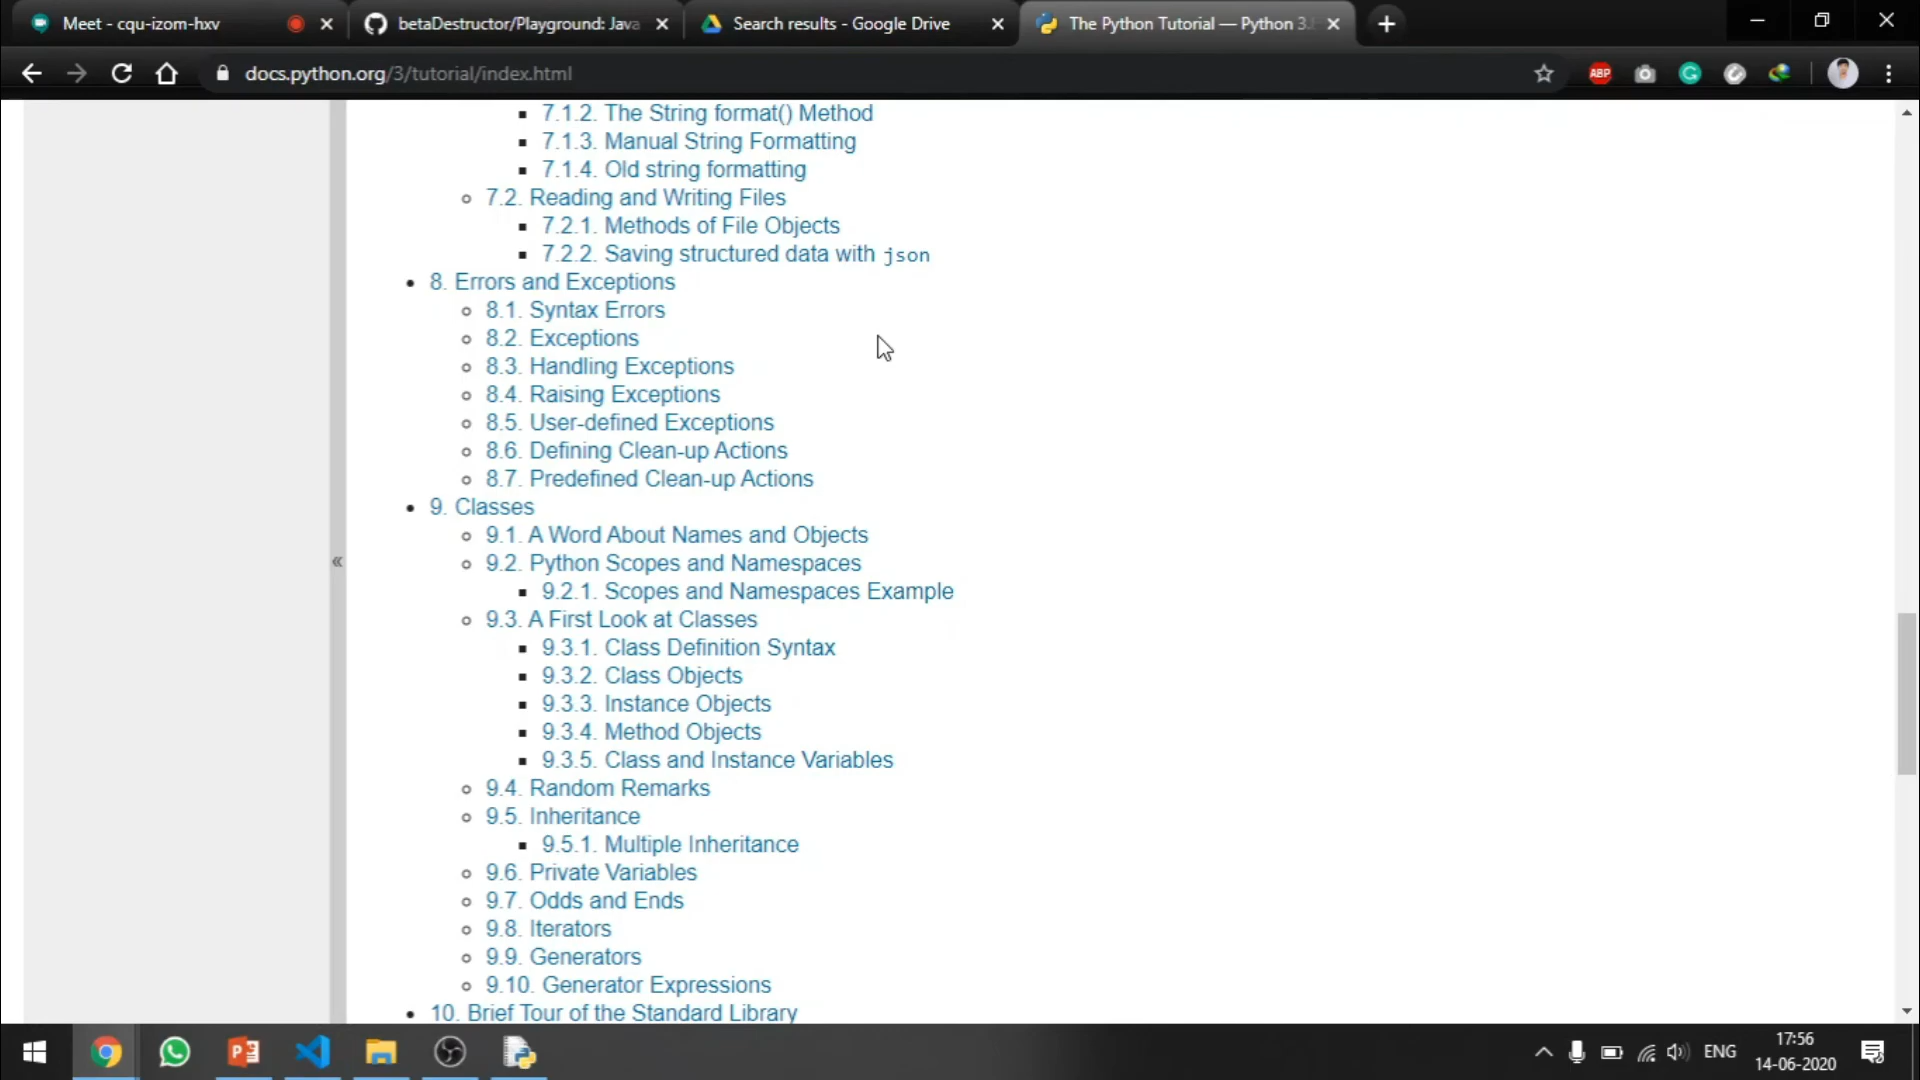 Meet - cqu-izom-hxv
betaDestructor/Playground: Java
Search results - Google Drive
The Python Tutorial — Python 3.
docs.python.org/3/tutorial/index.html
ABP
7.1.2. The String format() Method
7.1.3. Manual String Formatting
7.1.4. Old string formatting
7.2. Reading and Writing Files
7.2.1. Methods of File Objects
7.2.2. Saving structured data with json
8. Errors and Exceptions
8.1. Syntax Errors
8.2. Exceptions
8.3. Handling Exceptions
8.4. Raising Exceptions
8.5. User-defined Exceptions
8.6. Defining Clean-up Actions
8.7. Predefined Clean-up Actions
9. Classes
9.1. A Word About Names and Objects
9.2. Python Scopes and Namespaces
9.2.1. Scopes and Namespaces Example
9.3. A First Look at Classes
9.3.1. Class Definition Syntax
9.3.2. Class Objects
9.3.3. Instance Objects
9.3.4. Method Objects
9.3.5. Class and Instance Variables
9.4. Random Remarks
9.5. Inheritance
9.5.1. Multiple Inheritance
9.6. Private Variables
9.7. Odds and Ends
9.8. Iterators
9.9. Generators
9.10. Generator Expressions
10. Brief Tour of the Standard Library
ENG
17:56
14-06-2020